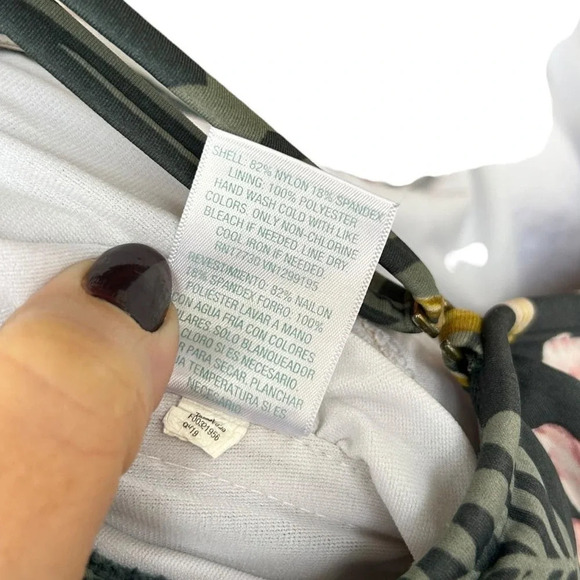 SHELL: 82% NYLON 18% SPANDEX
LINING: 100% POLYESTER
HAND WASH COLD WITH LIKE
COLORS. ONLY NON-CHLORINE
BLEACH IF NEEDED. LINE DRY.
COOL IRON IF NEEDED.
RN17730 VN1299195
REVESTIMIENTO: 82% NAILON
18% SPANDEX FORRO: 100%
POLIESTER LAVAR A MANO
CON AGUA FRIA CON COLORES
LARES SOLO BLANQUEADOR
CLORO SI ES NECESARIO.
R PARA SECAR. PLANCHAR
A TEMPERATURA SI ES
NECESARIO.
F00321956